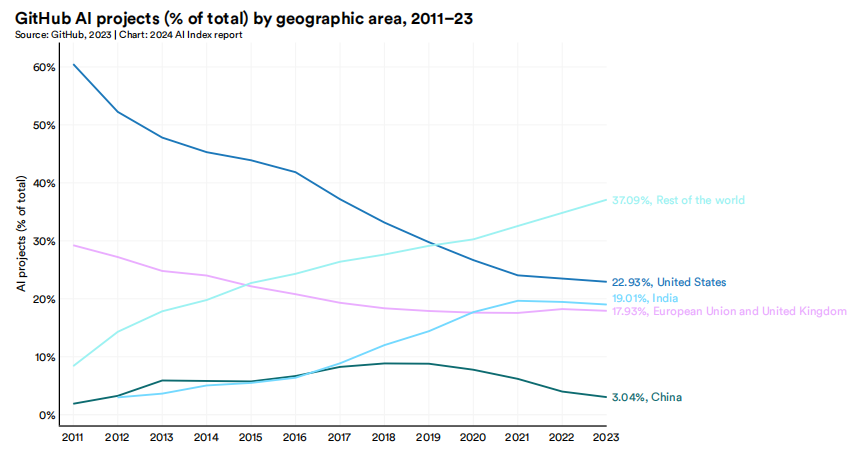 GitHub AI projects (% of total) by geographic area, 2011–23
Source: GitHub, 2023 | Chart: 2024 AI Index report
AI projects (% of total)
60%
50%
40%
30%
20%
10%
0%
37.09%, Rest of the world
22.93%, United States
19.01%, India
17.93%, European Union and United Kingdom
3.04%, China
2011 2012 2013 2014 2015 2016 2017 2018 2019 2020 2021 2022 2023